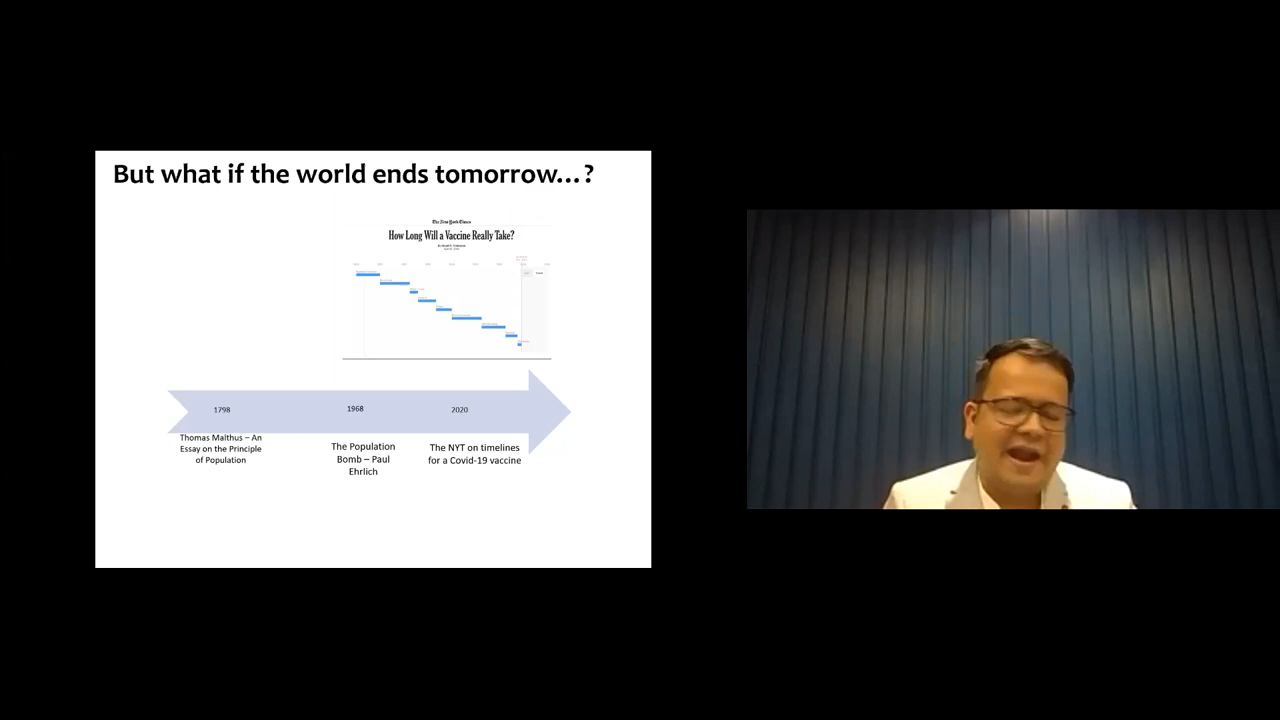 But what if the world ends tomorrow...?
The New York Times
How Long Will a Vaccine Really Take?
1798
1968
2020
Thomas Malthus – An
Essay on the Principle
of Population
The Population
Bomb – Paul
Ehrlich
The NYT on timelines
for a Covid-19 vaccine